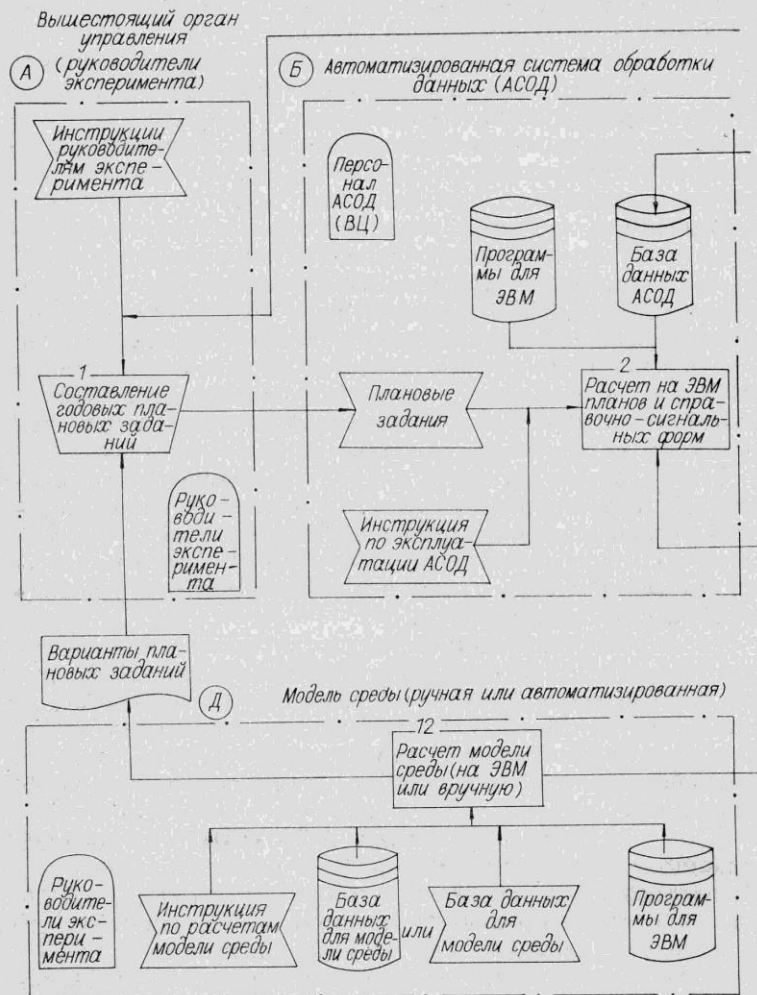 Вышестоящий орган
управления
(руководители
эксперимента)
А
Инструкции
руководите-
лям экспе-
римента
1
Составление
годовых пла-
новых зада-
ний
Руко-
води-
тели
экспе-
римен-
та
Б
Автоматизированная система обработки
данных (АСОД)
Персо-
нал
АСОД
(ВЦ)
Програм-
мы для
ЭВМ
База
данных
АСОД
Плановые
задания
2
Расчет на ЭВМ
планов и спра-
вочно-сигналь-
ных форм
Инструкция
по эксплуа-
тации АСОД
Варианты пла-
новых заданий
Д
Модель среды (ручная или автоматизированная)
12
Расчет модели
среды (на ЭВМ
или вручную)
Руко-
водите-
ли экс-
пери-
мента
Инструкция
по расчетам
модели среды
База
данных
для моде-
ли среды
или
База данных
для
модели среды
Програм-
мы для
ЭВМ